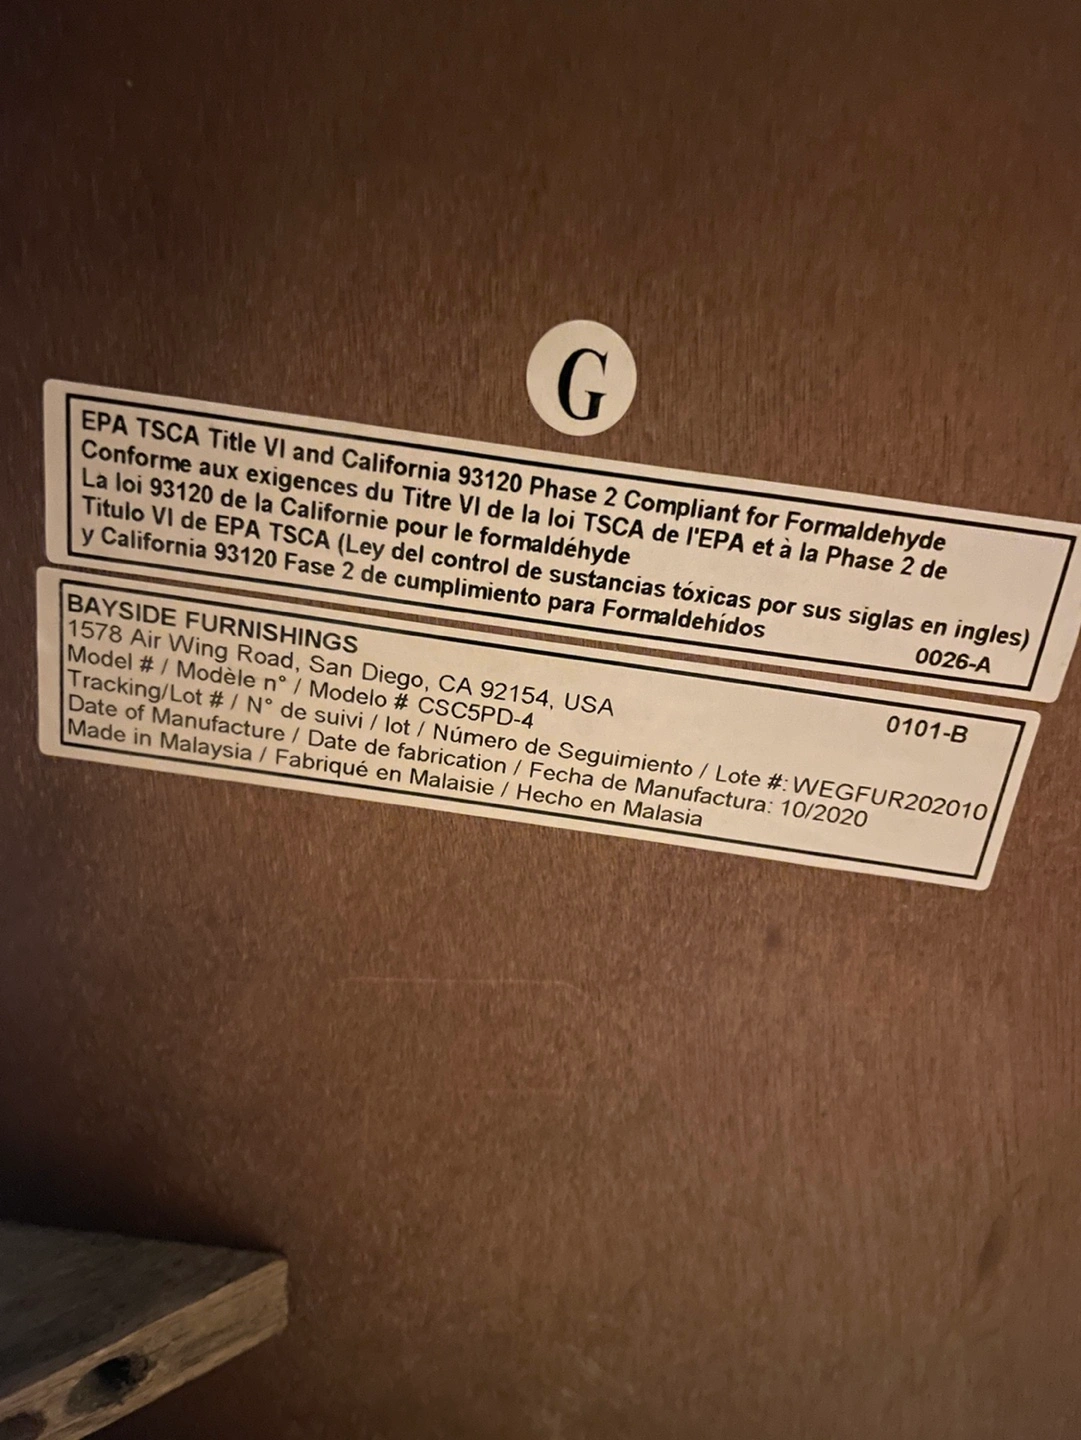 G
EPA TSCA Title VI and California 93120 Phase 2 Compliant for Formaldehyde
Conforme aux exigences du Titre VI de la loi TSCA de l'EPA et à la Phase 2 de
La loi 93120 de la Californie pour le formaldéhyde
Titulo VI de EPA TSCA (Ley del control de sustancias tóxicas por sus siglas en ingles)
y California 93120 Fase 2 de cumplimiento para Formaldehídos
0026-A
BAYSIDE FURNISHINGS
1578 Air Wing Road, San Diego, CA 92154, USA
0101-B
Model # / Modèle n° / Modelo # CSC5PD-4
Tracking/Lot # / N° de suivi / lot / Número de Seguimiento / Lote #: WEGFUR202010
Date of Manufacture / Date de fabrication / Fecha de Manufactura: 10/2020
Made in Malaysia / Fabriqué en Malaisie / Hecho en Malasia